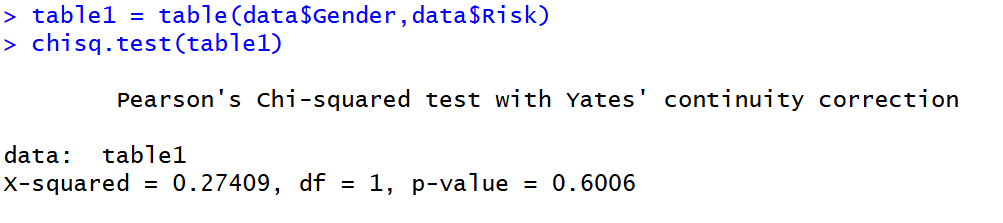 > table1 = table(data$Gender,data$Risk)
> chisq.test(table1)
Pearson's Chi-squared test with Yates' continuity correction
data:  table1
X-squared = 0.27409, df = 1, p-value = 0.6006